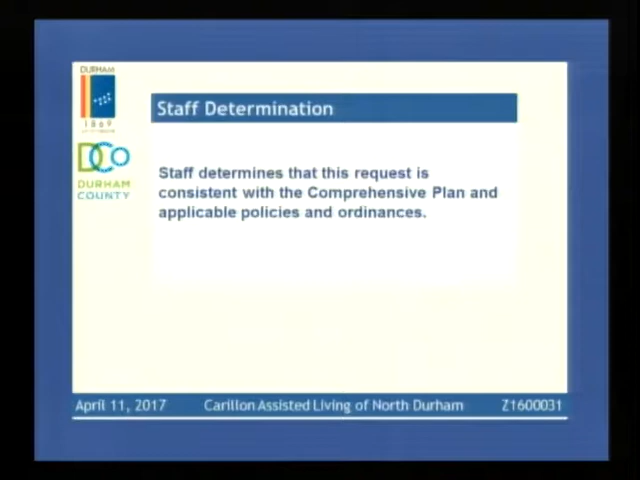 DURHAM
1869
DCo
DURHAM
COUNTY
Staff Determination
Staff determines that this request is
consistent with the Comprehensive Plan and
applicable policies and ordinances.
April 11, 2017 Carillon Assisted Living of North Durham Z1600031